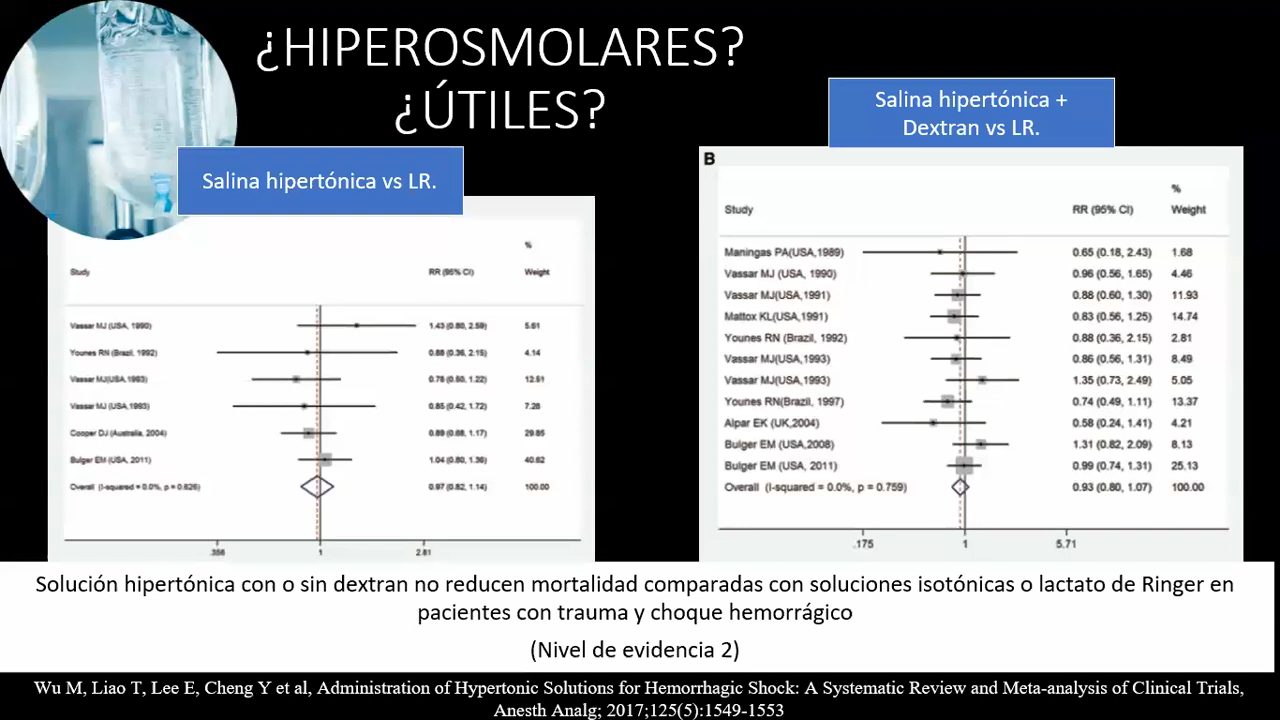 ¿HIPEROSMOLARES?
¿ÚTILES?
Salina hipertónica vs LR.
%
Study RR (95% CI) Weight
Vassar MJ (USA, 1990) 1.43 (0.80, 2.59) 5.61
Younes RN (Brazil, 1992) 0.88 (0.36, 2.15) 4.14
Vassar MJ(USA,1993) 0.78 (0.50, 1.22) 12.51
Vassar MJ (USA,1993) 0.85 (0.42, 1.72) 7.28
Cooper DJ (Australia, 2004) 0.89 (0.68, 1.17) 29.85
Bulger EM (USA, 2011) 1.04 (0.80, 1.36) 40.62
Overall (I-squared = 0.0%, p = 0.626) 0.97 (0.82, 1.14) 100.00
1 2.81
Salina hipertónica +
Dextran vs LR.
B
%
Study RR (95% CI) Weight
Maningas PA(USA,1989) 0.65 (0.18, 2.43) 1.68
Vassar MJ (USA, 1990) 0.96 (0.56, 1.65) 4.46
Vassar MJ(USA,1991) 0.88 (0.60, 1.30) 11.93
Mattox KL(USA,1991) 0.83 (0.56, 1.25) 14.74
Younes RN (Brazil, 1992) 0.88 (0.36, 2.15) 2.81
Vassar MJ(USA,1993) 0.86 (0.56, 1.31) 8.49
Vassar MJ(USA,1993) 1.35 (0.73, 2.49) 5.05
Younes RN(Brazil, 1997) 0.74 (0.49, 1.11) 13.37
Alpar EK (UK,2004) 0.58 (0.24, 1.41) 4.21
Bulger EM (USA,2008) 1.31 (0.82, 2.09) 8.13
Bulger EM (USA, 2011) 0.99 (0.74, 1.31) 25.13
Overall (I-squared = 0.0%, p = 0.759) 0.93 (0.80, 1.07) 100.00
.175 1 5.71
Solución hipertónica con o sin dextran no reducen mortalidad comparadas con soluciones isotónicas o lactato de Ringer en
pacientes con trauma y choque hemorrágico
(Nivel de evidencia 2)
Wu M, Liao T, Lee E, Cheng Y et al, Administration of Hypertonic Solutions for Hemorrhagic Shock: A Systematic Review and Meta-analysis of Clinical Trials,
Anesth Analg; 2017;125(5):1549-1553